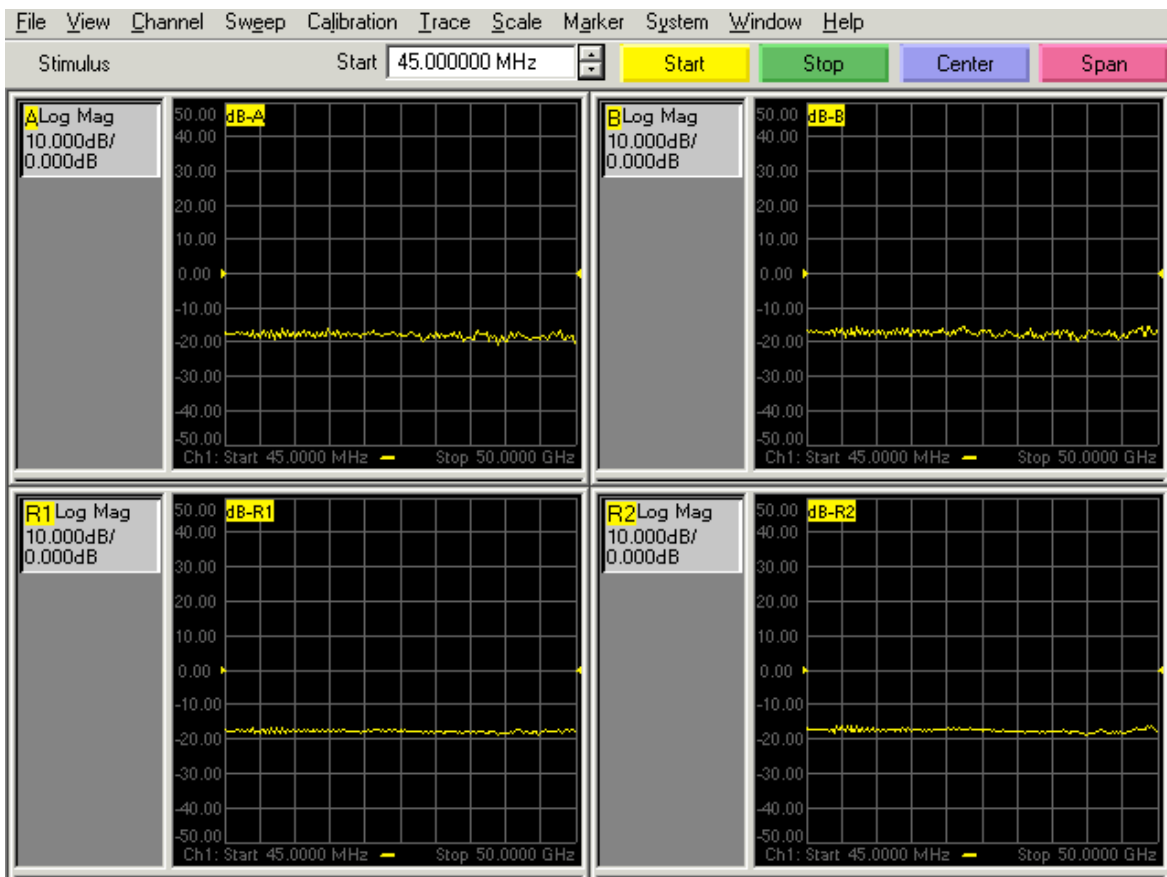 File View Channel Sweep Calibration Trace Scale Marker System Window Help
Stimulus Start 45.000000 MHz Start Stop Center Span
A Log Mag
10.000dB/
0.000dB
50.00 dB-A
40.00
30.00
20.00
10.00
0.00
-10.00
-20.00
-30.00
-40.00
-50.00
Ch1: Start 45.0000 MHz Stop 50.0000 GHz
B Log Mag
10.000dB/
0.000dB
50.00 dB-B
40.00
30.00
20.00
10.00
0.00
-10.00
-20.00
-30.00
-40.00
-50.00
Ch1: Start 45.0000 MHz Stop 50.0000 GHz
R1 Log Mag
10.000dB/
0.000dB
50.00 dB-R1
40.00
30.00
20.00
10.00
0.00
-10.00
-20.00
-30.00
-40.00
-50.00
Ch1: Start 45.0000 MHz Stop 50.0000 GHz
R2 Log Mag
10.000dB/
0.000dB
50.00 dB-R2
40.00
30.00
20.00
10.00
0.00
-10.00
-20.00
-30.00
-40.00
-50.00
Ch1: Start 45.0000 MHz Stop 50.0000 GHz